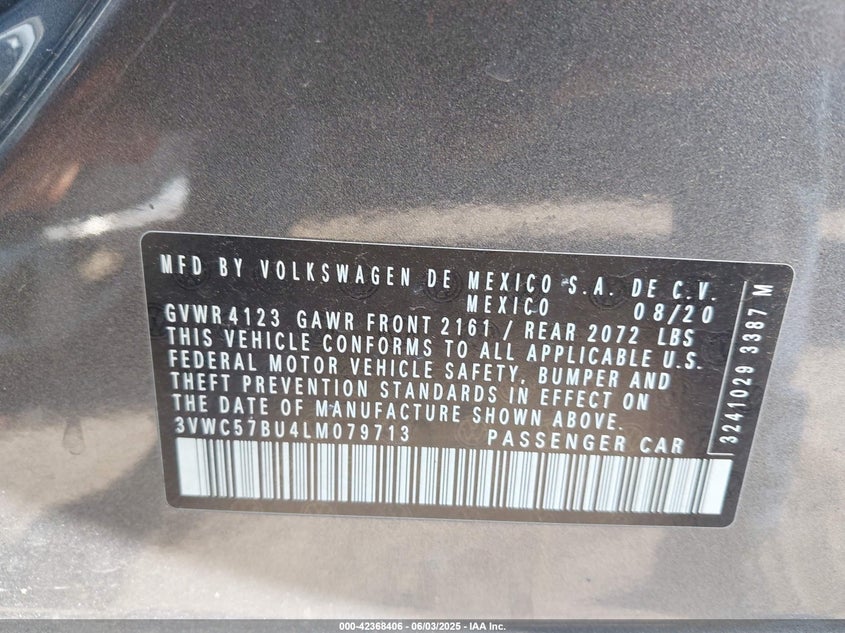 MFD BY VOLKSWAGEN DE MEXICO S.A. DE C.V.
MEXICO 08/20
GVWR 4123 GAWR FRONT 2161 / REAR 2072 LBS
THIS VEHICLE CONFORMS TO ALL APPLICABLE U.S.
FEDERAL MOTOR VEHICLE SAFETY, BUMPER AND
THEFT PREVENTION STANDARDS IN EFFECT ON
THE DATE OF MANUFACTURE SHOWN ABOVE.
3VWC57BU4LM079713 PASSENGER CAR
3241029 3387 M
000-42368406 - 06/03/2025 - IAA Inc.